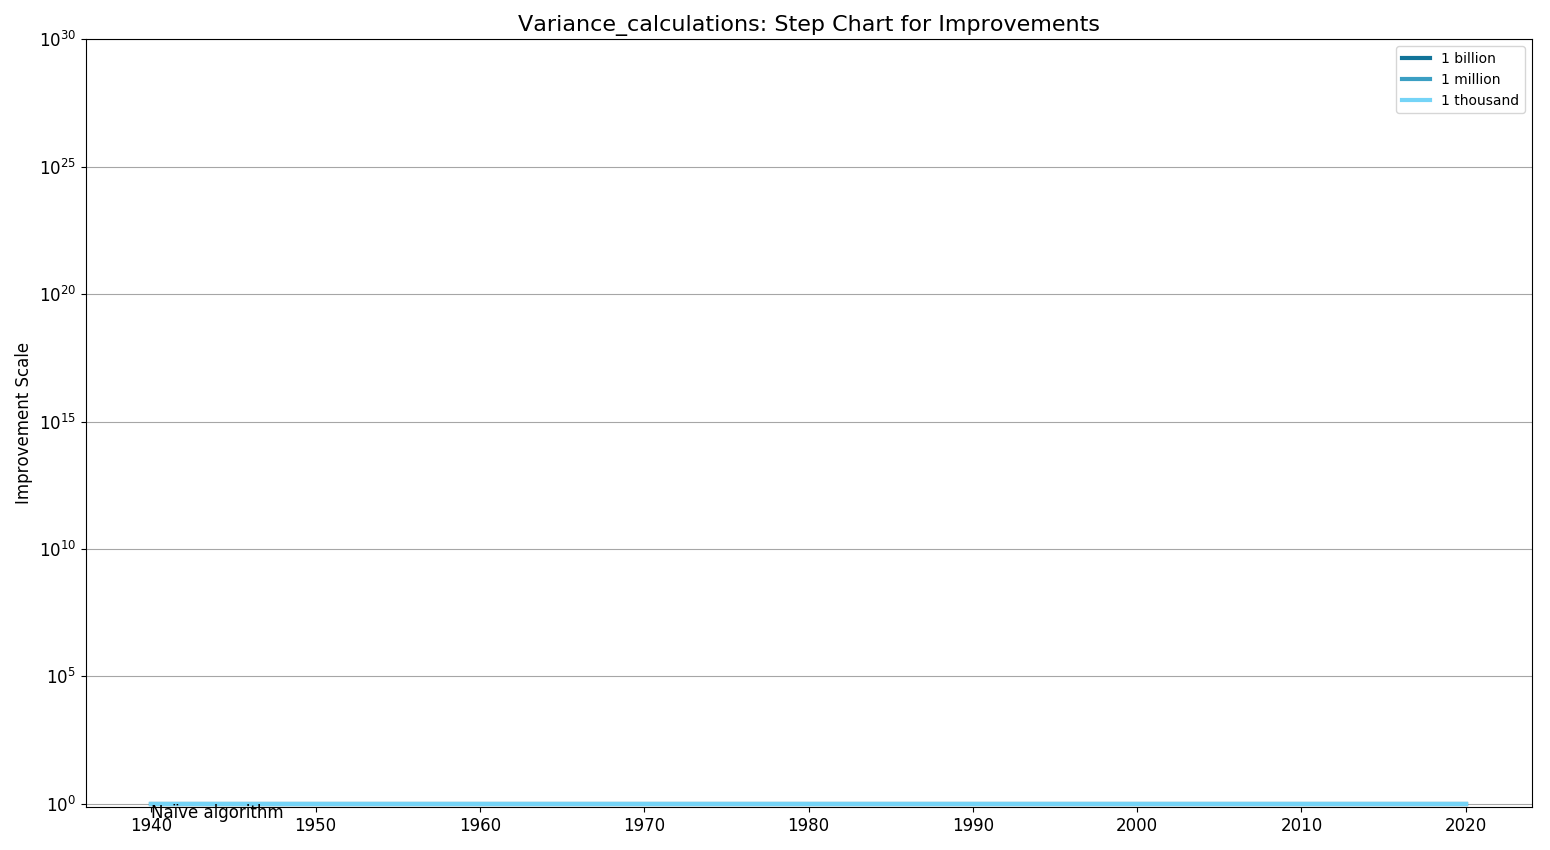 Variance_calculations: Step Chart for Improvements
1 billion
1 million
1 thousand
Improvement Scale
10^30
10^25
10^20
10^15
10^10
10^5
10^0
Naïve algorithm
1940 1950 1960 1970 1980 1990 2000 2010 2020